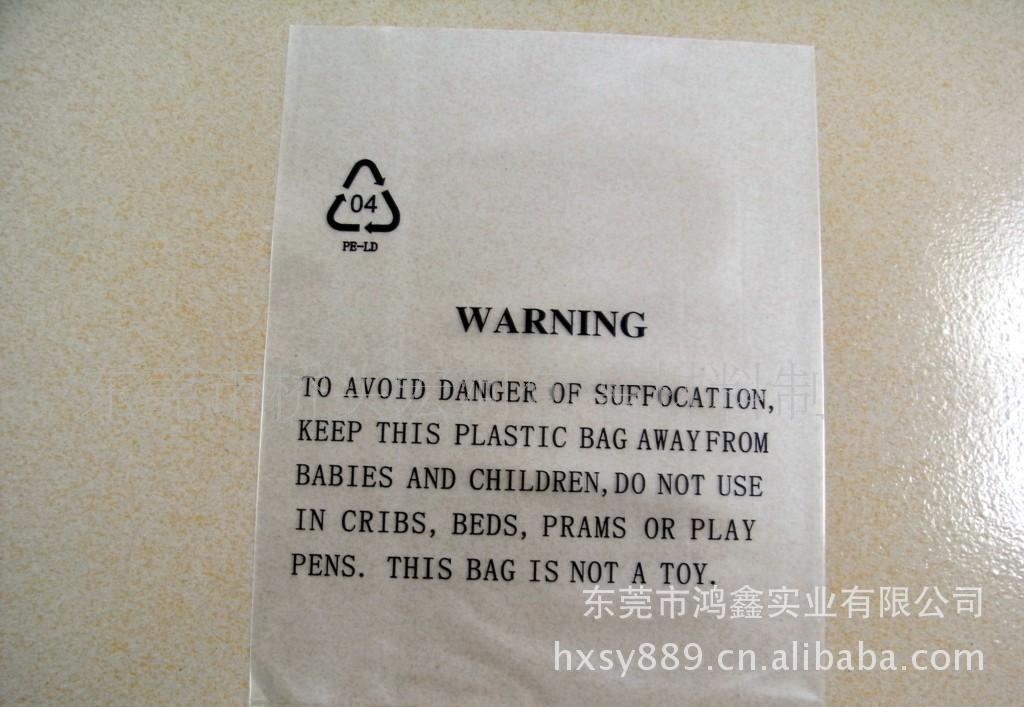 04
PE-LD
WARNING
TO AVOID DANGER OF SUFFOCATION,
KEEP THIS PLASTIC BAG AWAYFROM
BABIES AND CHILDREN,DO NOT USE
IN CRIBS, BEDS, PRAMS OR PLAY
PENS. THIS BAG IS NOT A TOY.
东莞市鸿鑫实业有限公司
hxsy889.cn.alibaba.com